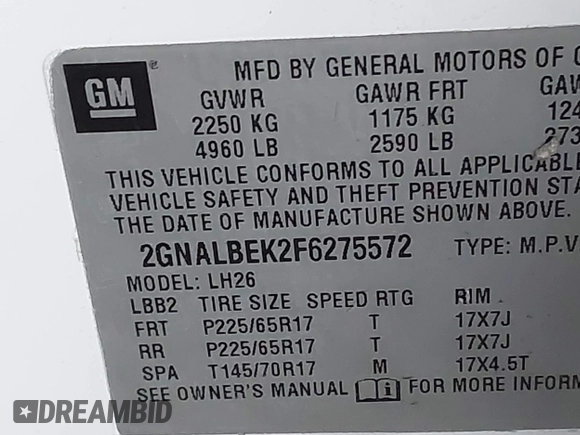 GM ® MFD BY GENERAL MOTORS OF
GVWR GAWR FRT
2250 KG 1175 KG 124
4960 LB 2590 LB 273
THIS VEHICLE CONFORMS TO ALL APPLICABLE
VEHICLE SAFETY AND THEFT PREVENTION
THE DATE OF MANUFACTURE SHOWN ABOVE.
2GNALBEK2F6275572 TYPE: M.P.V
MODEL: LH26
LBB2 TIRE SIZE SPEED RTG RIM
FRT P225/65R17 T 17X7J
RR P225/65R17 T 17X7J
SPA T145/70R17 M 17X4.5T
SEE OWNER'S MANUAL FOR MORE INFORM
DREAMBID